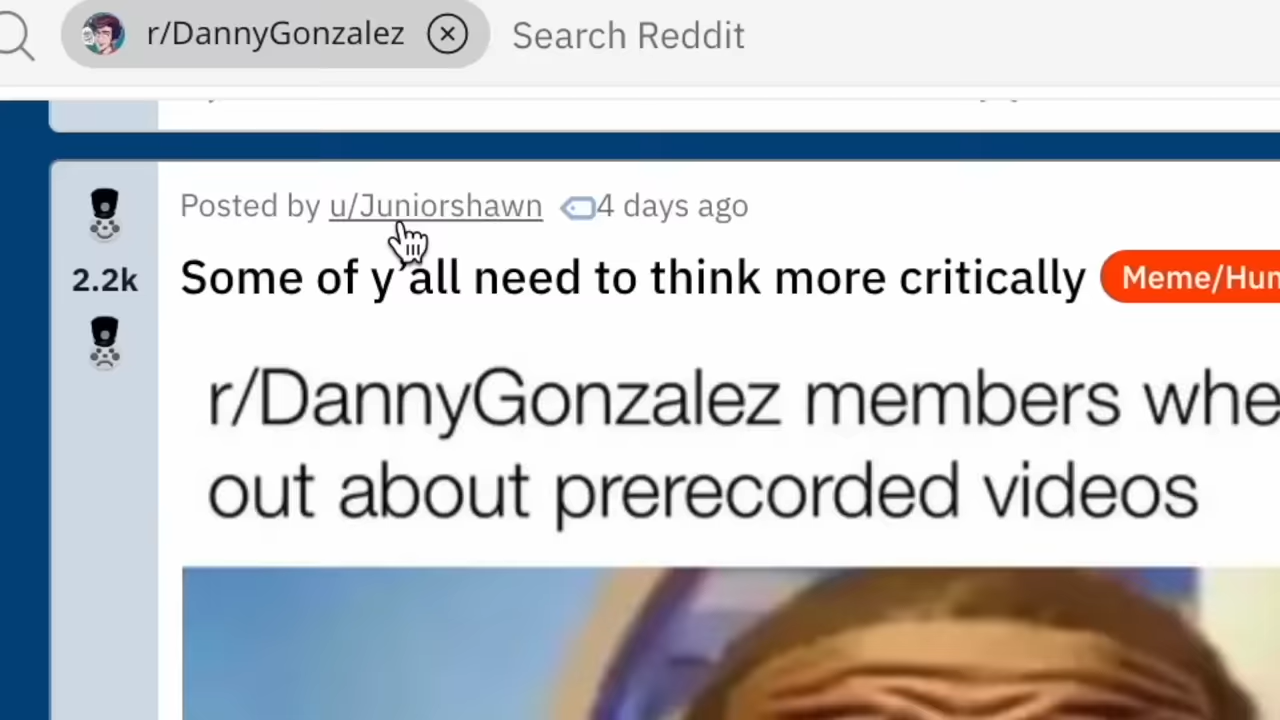 r/DannyGonzalez Search Reddit
Posted by u/Juniorshawn 4 days ago
Some of y'all need to think more critically Meme/Hum
2.2k
r/DannyGonzalez members whe
out about prerecorded videos